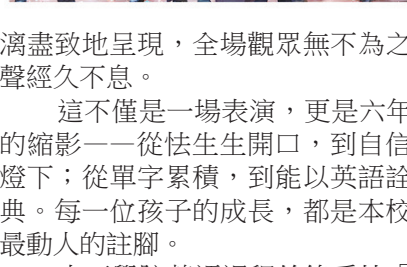 漓盡致地呈現，全場觀眾無不為之
聲經久不息。
這不僅是一場表演，更是六年
的縮影——從怯生生開口，到自信
燈下；從單字累積，到能以英語詮
典。每一位孩子的成長，都是本校
最動人的註腳。